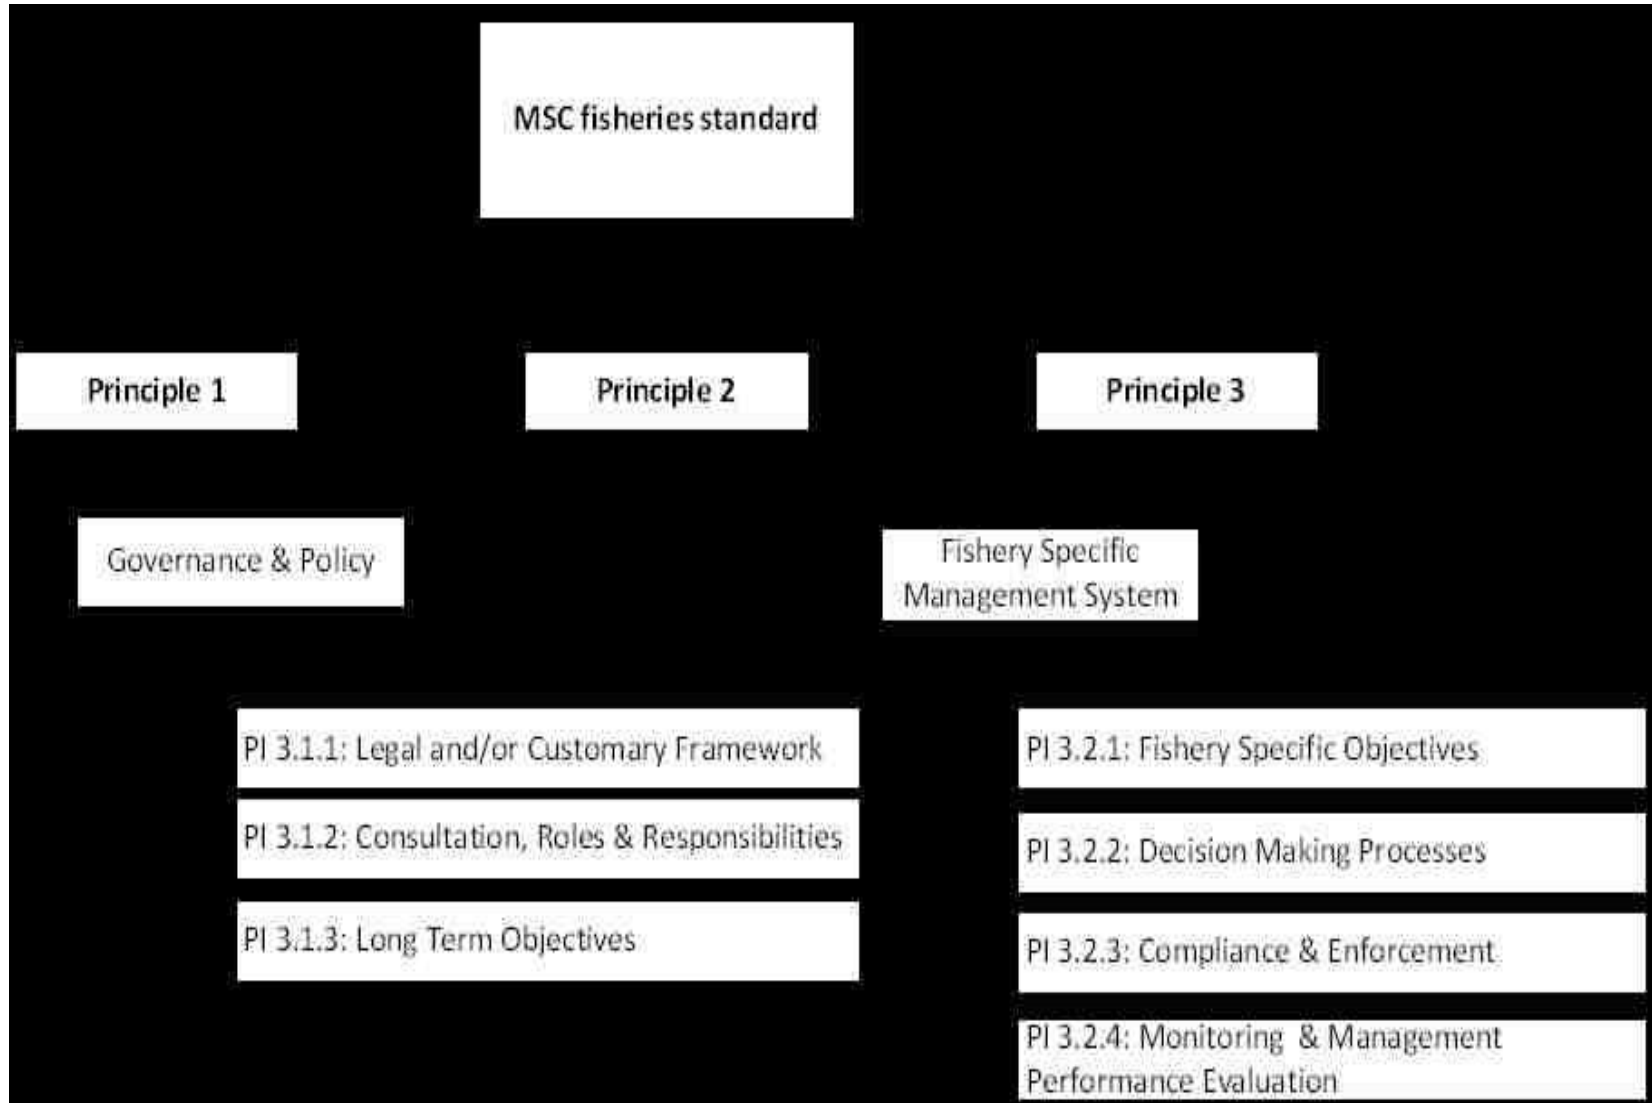 MSC fisheries standard
Principle 1
Principle 2
Principle 3
Governance & Policy
Fishery Specific
Management System
PI 3.1.1: Legal and/or Customary Framework
PI 3.1.2: Consultation, Roles & Responsibilities
PI 3.1.3: Long Term Objectives
PI 3.2.1: Fishery Specific Objectives
PI 3.2.2: Decision Making Processes
PI 3.2.3: Compliance & Enforcement
PI 3.2.4: Monitoring & Management
Performance Evaluation